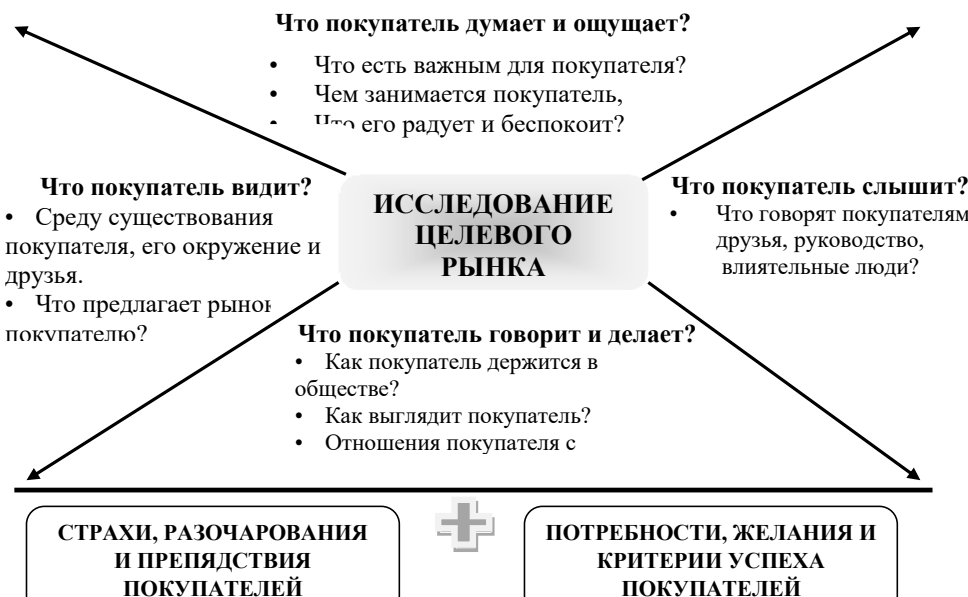 Что покупатель думает и ощущает?
• Что есть важным для покупателя?
• Чем занимается покупатель,
• Что его радует и беспокоит?
Что покупатель видит?
• Среду существования
покупателя, его окружение и
друзья.
• Что предлагает рынок
покупателю?
ИССЛЕДОВАНИЕ
ЦЕЛЕВОГО
РЫНКА
Что покупатель слышит?
• Что говорят покупателям
друзья, руководство,
влиятельные люди?
Что покупатель говорит и делает?
• Как покупатель держится в
обществе?
• Как выглядит покупатель?
• Отношения покупателя с
СТРАХИ, РАЗОЧАРОВАНИЯ
И ПРЕПЯДСТВИЯ
ПОКУПАТЕЛЕЙ
ПОТРЕБНОСТИ, ЖЕЛАНИЯ И
КРИТЕРИИ УСПЕХА
ПОКУПАТЕЛЕЙ